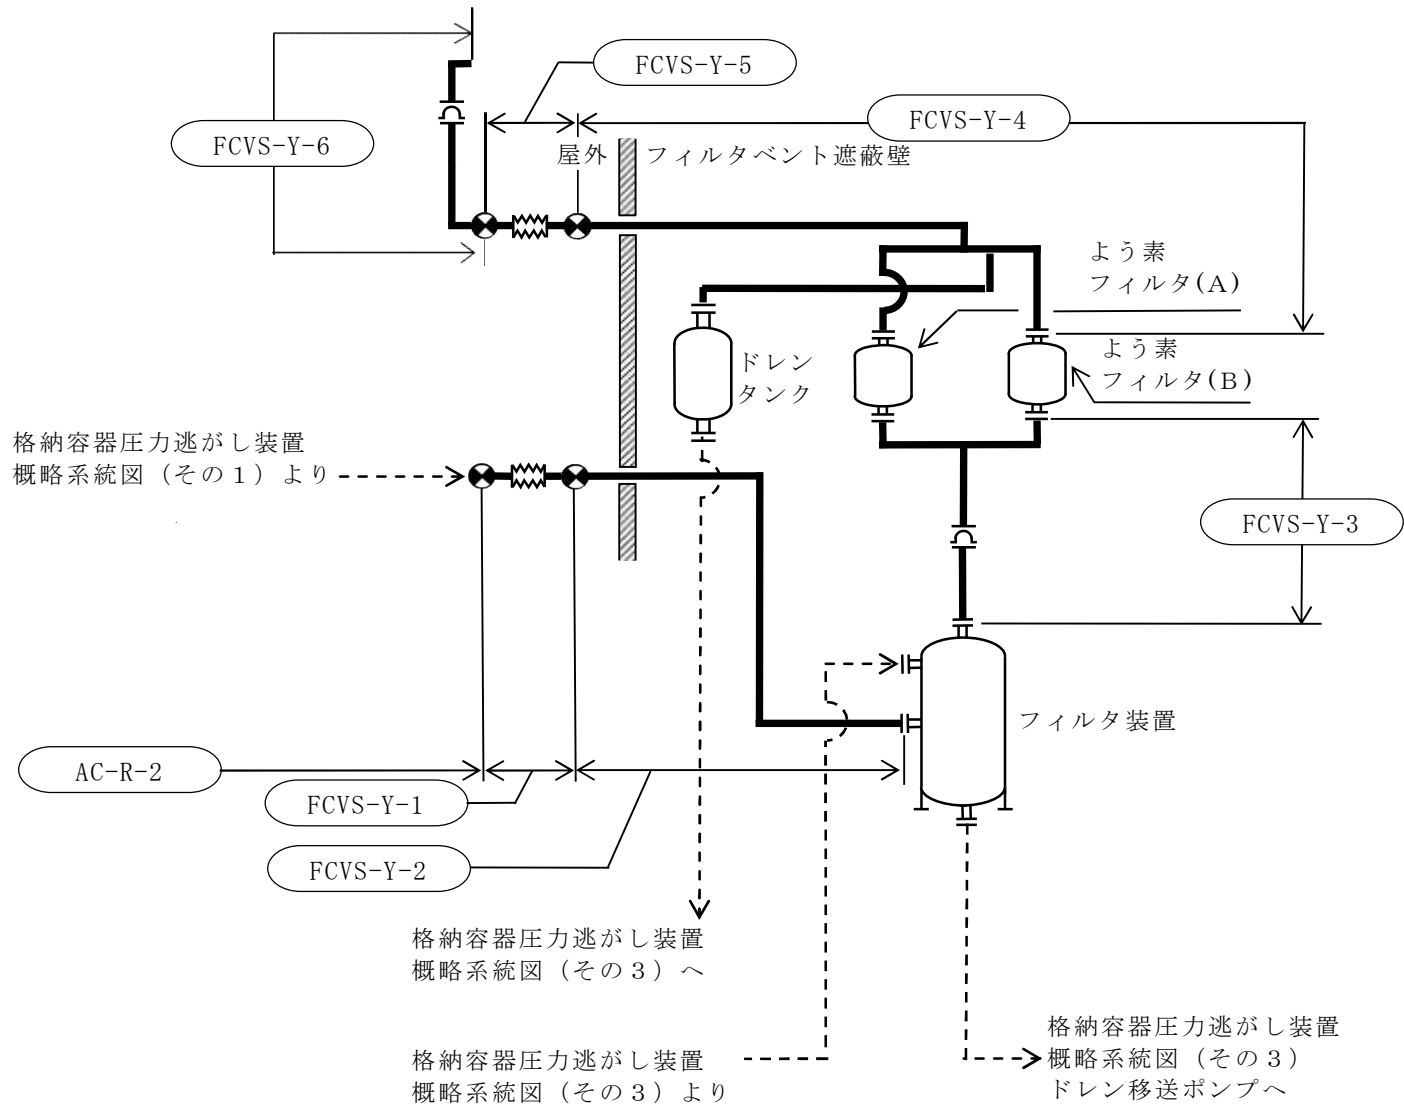 FCVS-Y-5
FCVS-Y-4
FCVS-Y-6
屋外
フィルタベント遮蔽壁
よう素
フィルタ(A)
よう素
フィルタ(B)
ドレン
タンク
格納容器圧力逃がし装置
概略系統図（その１）より
FCVS-Y-3
フィルタ装置
AC-R-2
FCVS-Y-1
FCVS-Y-2
格納容器圧力逃がし装置
概略系統図（その３）へ
格納容器圧力逃がし装置
概略系統図（その３）より
格納容器圧力逃がし装置
概略系統図（その３）
ドレン移送ポンプへ